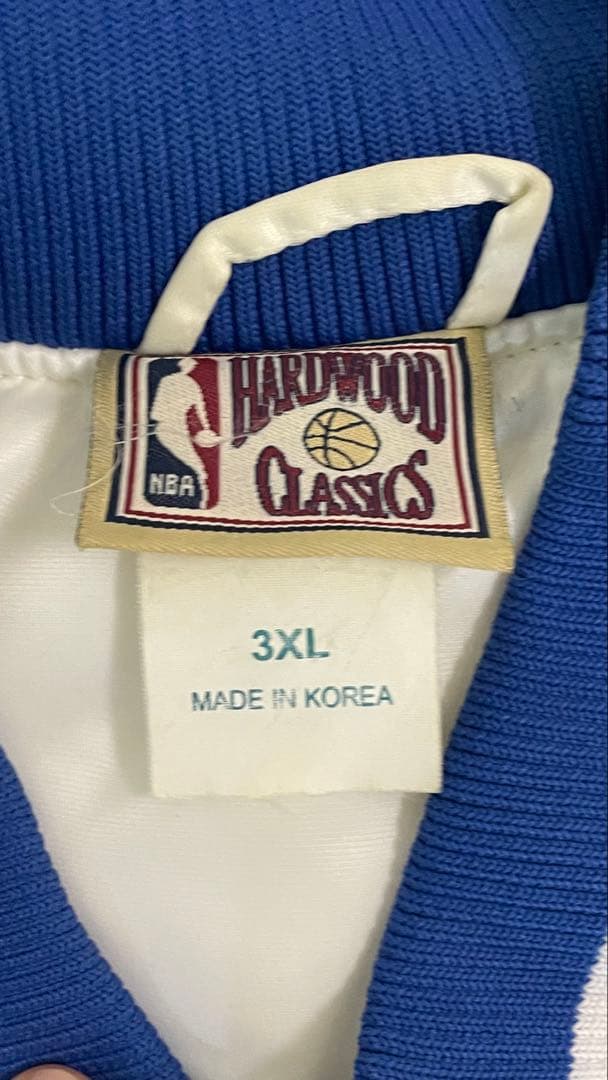 HARDWOOD
CLASSICS
NBA
3XL
MADE IN KOREA